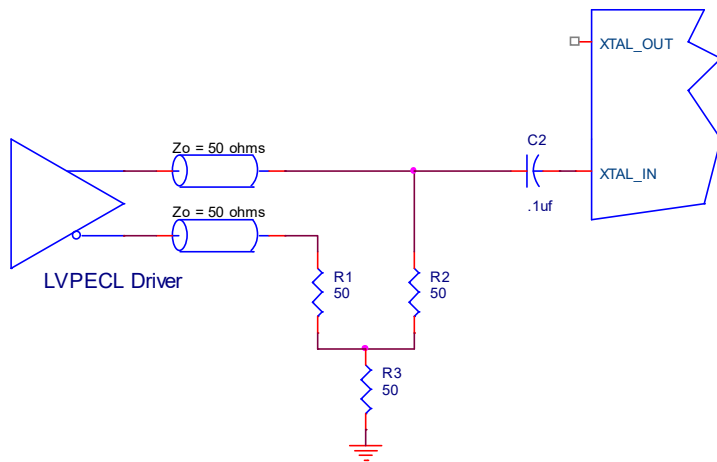 XTAL_OUT
Zo = 50 ohms
C2
XTAL_IN
.1uf
Zo = 50 ohms
LVPECL Driver
R1
50
R2
50
R3
50